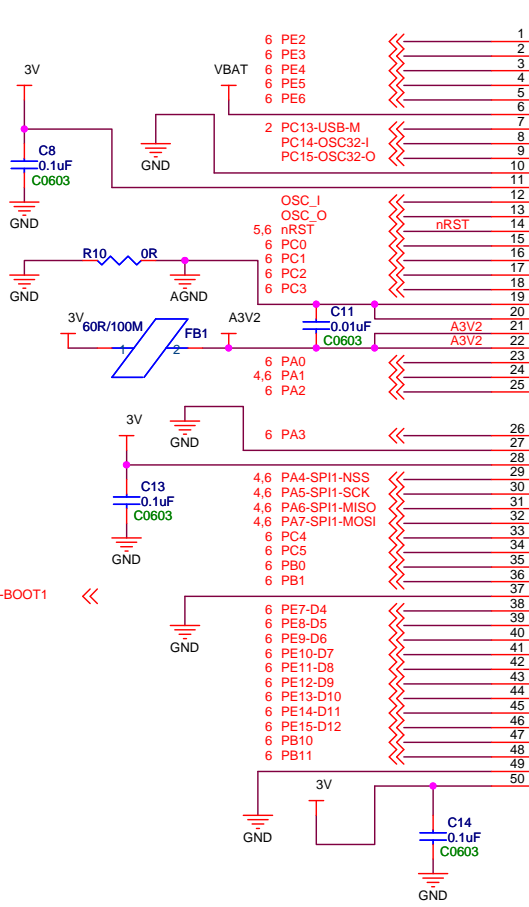 6 PE2 1
6 PE3 2
6 PE4 3
6 PE5 4
6 PE6 5
3V
VBAT
6
2 PC13-USB-M 7
PC14-OSC32-I 8
PC15-OSC32-O 9
GND
10
11
C8
0.1uF
C0603
GND
OSC_I 12
OSC_O 13
5,6 nRST nRST 14
6 PC0 15
6 PC1 16
6 PC2 17
6 PC3 18
R10 0R
GND
AGND
19
20
3V
60R/100M
FB1
1
2
A3V2
C11
0.01uF
C0603
A3V2 21
A3V2 22
6 PA0 23
4,6 PA1 24
6 PA2 25
3V
GND
6 PA3 26
27
28
C13
0.1uF
C0603
GND
4,6 PA4-SPI1-NSS 29
4,6 PA5-SPI1-SCK 30
4,6 PA6-SPI1-MISO 31
4,6 PA7-SPI1-MOSI 32
6 PC4 33
6 PC5 34
6 PB0 35
6 PB1 36
-BOOT1
37
GND
6 PE7-D4 38
6 PE8-D5 39
6 PE9-D6 40
6 PE10-D7 41
6 PE11-D8 42
6 PE12-D9 43
6 PE13-D10 44
6 PE14-D11 45
6 PE15-D12 46
6 PB10 47
6 PB11 48
49
50
3V
GND
C14
0.1uF
C0603
GND